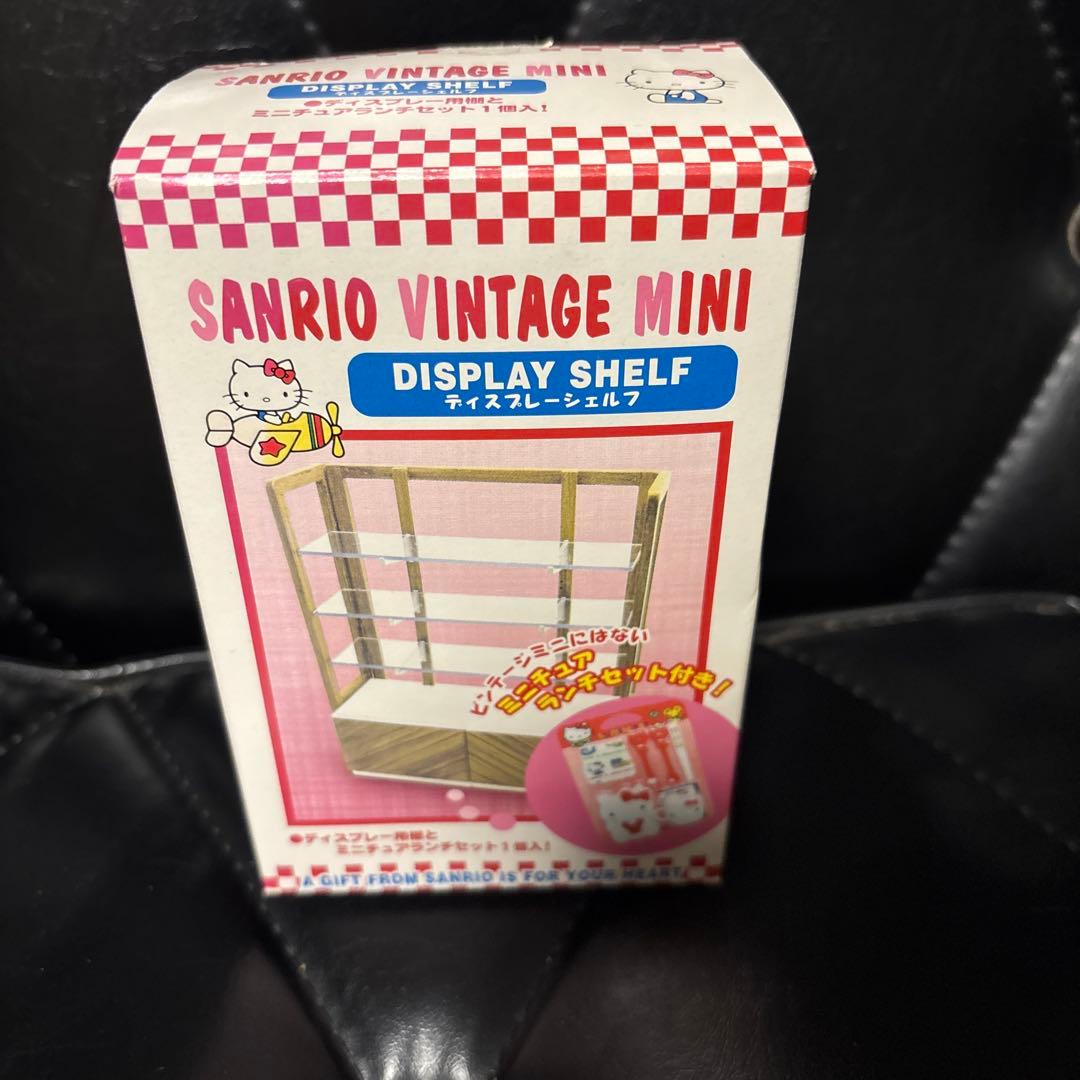 SANRIO VINTAGE MINI
DISPLAY SHELF
ディスプレーシェルフ
●ディスプレー用棚と
ミニチュアランチセット1個入!
SANRIO VINTAGE MINI
DISPLAY SHELF
ディスプレーシェルフ
ビンテージミニにはない
ミニチュア
ランチセット付き!
●ディスプレー用棚と
ミニチュアランチセット1個入!
A GIFT FROM SANRIO IS FOR YOUR HEART